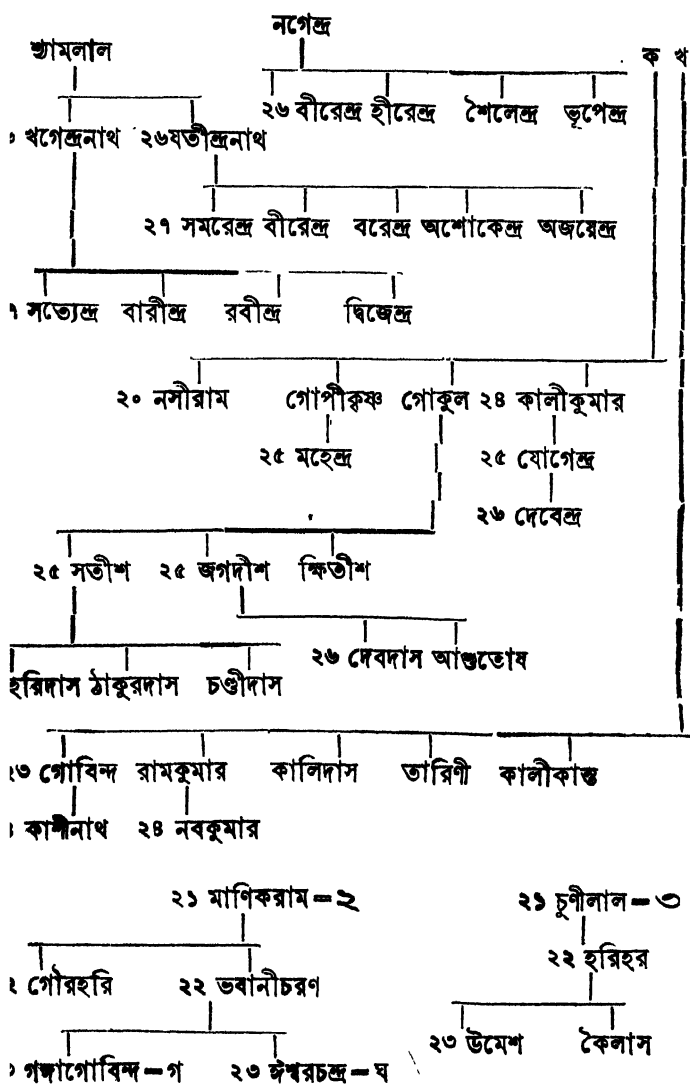 নগেন্দ্র
শ্যামলাল
ক খ
২৬ বীরেন্দ্র হীরেন্দ্র শৈলেন্দ্র ভূপেন্দ্র
খগেন্দ্রনাথ ২৬যতীন্দ্রনাথ
২৭ সমরেন্দ্র বীরেন্দ্র বরেন্দ্র অশোকেন্দ্র অজয়েন্দ্র
সত্যেন্দ্র বারীন্দ্র রবীন্দ্র দ্বিজেন্দ্র
২০ নসীরাম গোপীকৃষ্ণ গোকুল ২৪ কালীকুমার
২৫ মহেন্দ্র ২৫ যোগেন্দ্র
২৬ দেবেন্দ্র
২৫ সতীশ ২৫ জগদীশ ক্ষিতীশ
২৬ দেবদাস আশুতোষ
হরিদাস ঠাকুরদাস চণ্ডীদাস
২৩ গোবিন্দ রামকুমার কালিদাস তারিণী কালীকান্ত
কাশীনাথ ২৪ নবকুমার
২১ মাণিকরাম=২ ২১ চুণীলাল=৩
২২ হরিহর
২ গৌরহরি ২২ ভবানীচরণ
২৩ উমেশ কৈলাস
গঙ্গাগোবিন্দ=গ ২৩ ঈশ্বরচন্দ্র=ঘ